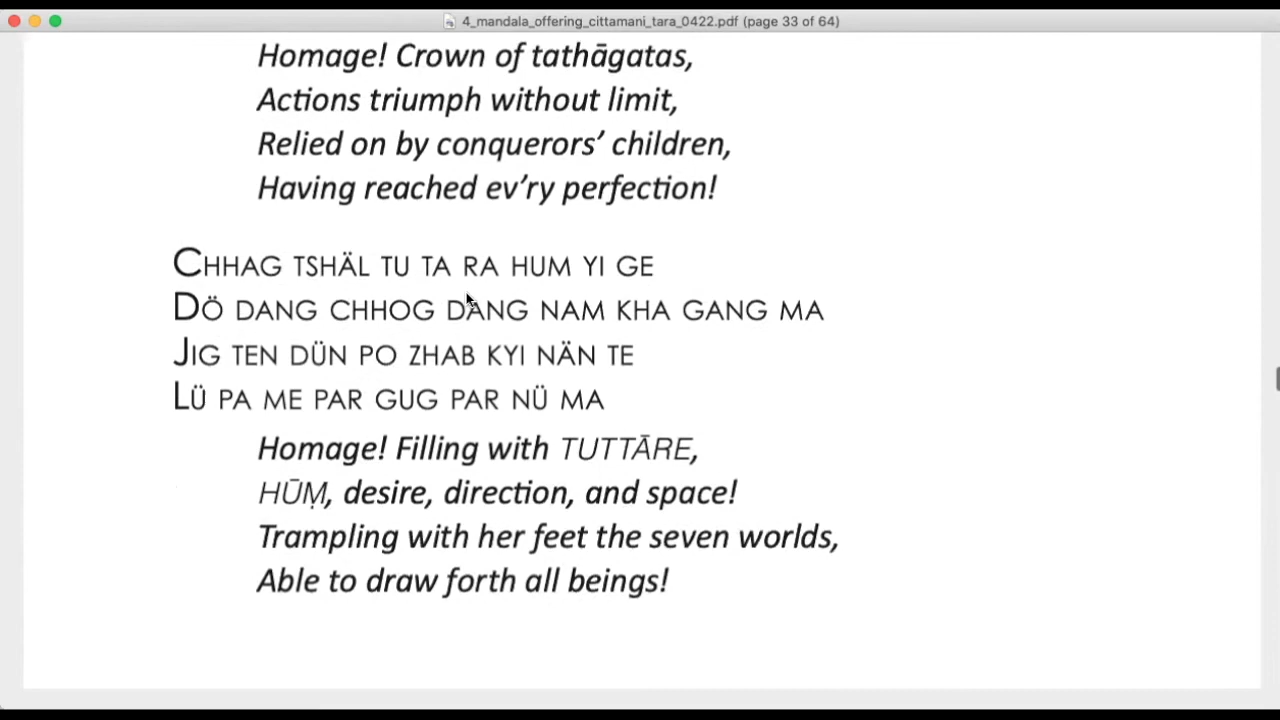 4_mandala_offering_cittamani_tara_0422.pdf (page 33 of 64)
Homage! Crown of tathāgatas,
Actions triumph without limit,
Relied on by conquerors’ children,
Having reached ev’ry perfection!
CHHAG TSHÄL TU TA RA HUM YI GE
DÖ DANG CHHOG DANG NAM KHA GANG MA
JIG TEN DÜN PO ZHAB KYI NÄN TE
LÜ PA ME PAR GUG PAR NÜ MA
Homage! Filling with TUTTĀRE,
HŪṂ, desire, direction, and space!
Trampling with her feet the seven worlds,
Able to draw forth all beings!